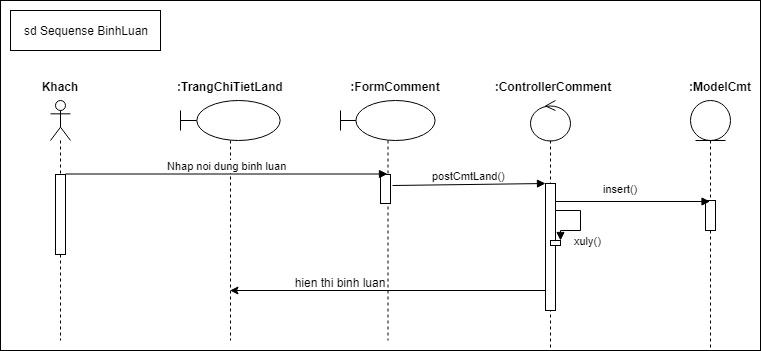 sd Sequense BinhLuan
Khach
:TrangChiTietLand
:FormComment
:ControllerComment
:ModelCmt
Nhap noi dung binh luan
postCmtLand()
insert()
xuly()
hien thi binh luan